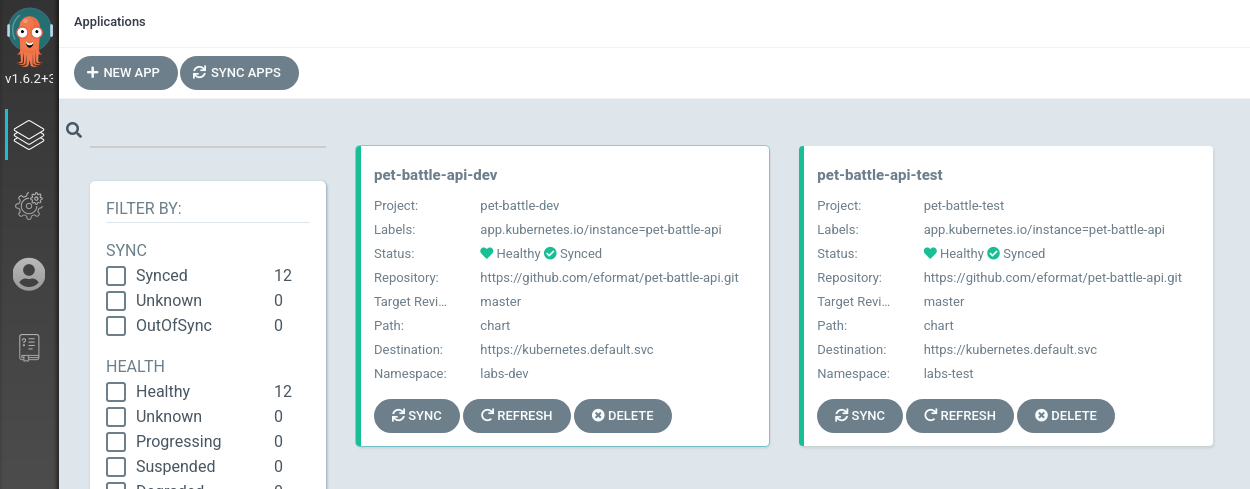 Applications
v1.6.2+3
NEW APP
SYNC APPS
FILTER BY:
SYNC
Synced 12
Unknown 0
OutOfSync 0
HEALTH
Healthy 12
Unknown 0
Progressing 0
Suspended 0
Degraded 0
pet-battle-api-dev
Project: pet-battle-dev
Labels: app.kubernetes.io/instance=pet-battle-api
Status: Healthy Synced
Repository: https://github.com/eformat/pet-battle-api.git
Target Revi… master
Path: chart
Destination: https://kubernetes.default.svc
Namespace: labs-dev
SYNC REFRESH DELETE
pet-battle-api-test
Project: pet-battle-test
Labels: app.kubernetes.io/instance=pet-battle-api
Status: Healthy Synced
Repository: https://github.com/eformat/pet-battle-api.git
Target Revi… master
Path: chart
Destination: https://kubernetes.default.svc
Namespace: labs-test
SYNC REFRESH DELETE